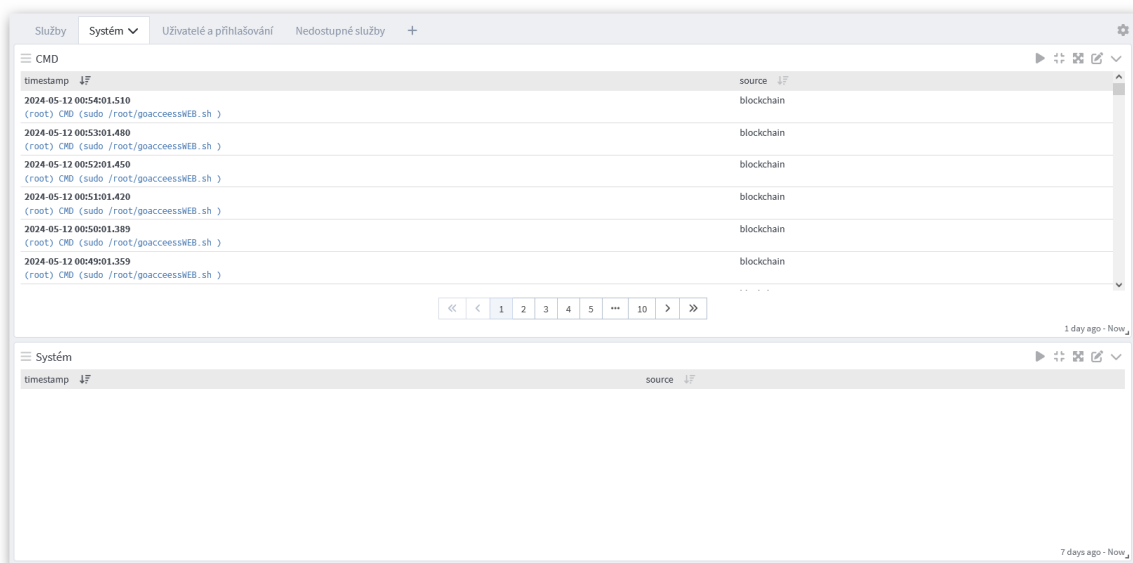 Služby Systém Uživatelé a přihlašování Nedostupné služby +
CMD
timestamp source
2024-05-12 00:54:01.510 blockchain
(root) CMD (sudo /root/goacceessWEB.sh )
2024-05-12 00:53:01.480 blockchain
(root) CMD (sudo /root/goacceessWEB.sh )
2024-05-12 00:52:01.450 blockchain
(root) CMD (sudo /root/goacceessWEB.sh )
2024-05-12 00:51:01.420 blockchain
(root) CMD (sudo /root/goacceessWEB.sh )
2024-05-12 00:50:01.389 blockchain
(root) CMD (sudo /root/goacceessWEB.sh )
2024-05-12 00:49:01.359 blockchain
(root) CMD (sudo /root/goacceessWEB.sh )
« < 1 2 3 4 5 ••• 10 > »
1 day ago - Now
Systém
timestamp source
7 days ago - Now